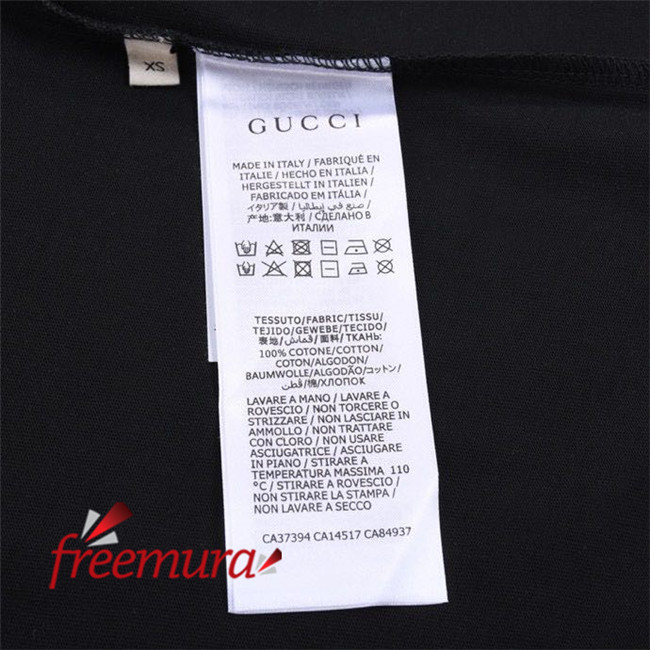 XS
GUCCI
MADE IN ITALY / FABRIQUÉ EN
ITALIE / HECHO EN ITALIA /
HERGESTELLT IN ITALIEN /
FABRICADO EM ITÁLIA /
イタリア製 / صنع في إيطاليا /
产地:意大利 / СДЕЛАНО В
ИТАЛИИ
TESSUTO/FABRIC/TISSU/
TEJIDO/GEWEBE/TECIDO/
表地/قماش/面料/ТКАНЬ:
100% COTONE/COTTON/
COTON/ALGODON/
BAUMWOLLE/ALGODÃO/コットン/
قطن/棉/ХЛОПОК
LAVARE A MANO / LAVARE A
ROVESCIO / NON TORCERE O
STRIZZARE / NON LASCIARE IN
AMMOLLO / NON TRATTARE
CON CLORO / NON USARE
ASCIUGATRICE / ASCIUGARE
IN PIANO / STIRARE A
TEMPERATURA MASSIMA 110
°C / STIRARE A ROVESCIO /
NON STIRARE LA STAMPA /
NON LAVARE A SECCO
CA37394 CA14517 CA84937
freemura